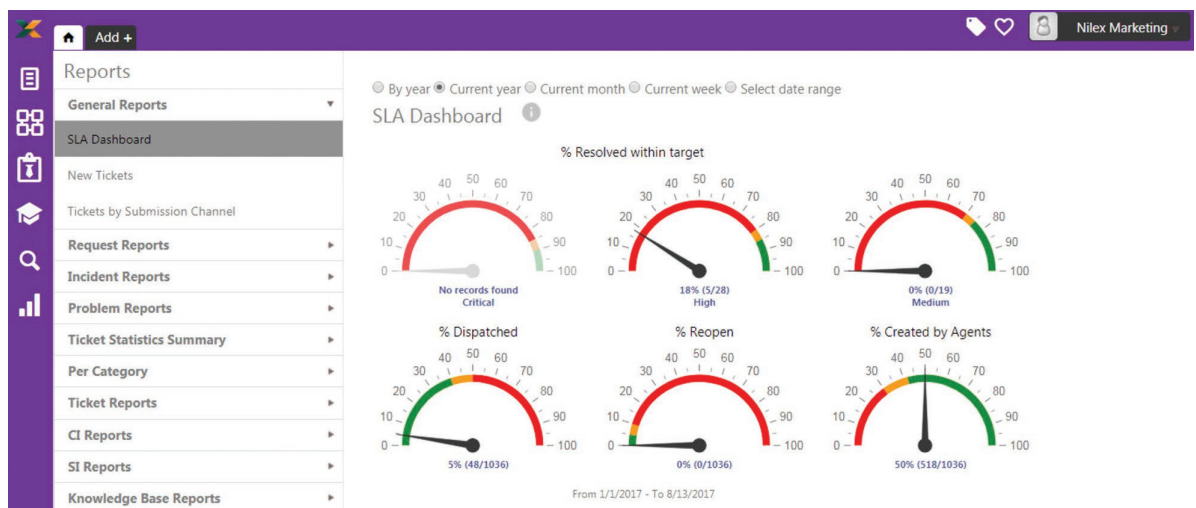 Add +
Nilex Marketing
Reports
General Reports
SLA Dashboard
New Tickets
Tickets by Submission Channel
Request Reports
Incident Reports
Problem Reports
Ticket Statistics Summary
Per Category
Ticket Reports
CI Reports
SI Reports
Knowledge Base Reports
By year Current year Current month Current week Select date range
SLA Dashboard i
% Resolved within target
0 10 20 30 40 50 60 70 80 90 100
No records found
Critical
0 10 20 30 40 50 60 70 80 90 100
18% (5/28)
High
0 10 20 30 40 50 60 70 80 90 100
0% (0/19)
Medium
% Dispatched
0 10 20 30 40 50 60 70 80 90 100
5% (48/1036)
% Reopen
0 10 20 30 40 50 60 70 80 90 100
0% (0/1036)
% Created by Agents
0 10 20 30 40 50 60 70 80 90 100
50% (518/1036)
From 1/1/2017 - To 8/13/2017